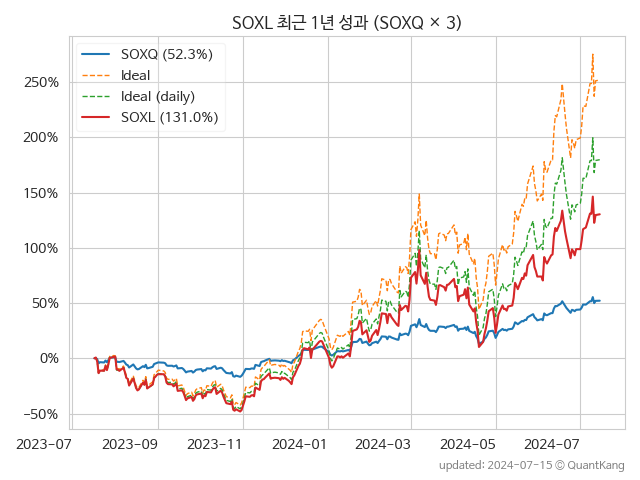 SOXL 최근 1년 성과 (SOXQ × 3)
SOXQ (52.3%)
Ideal
Ideal (daily)
SOXL (131.0%)
250%
200%
150%
100%
50%
0%
−50%
2023-07 2023-09 2023-11 2024-01 2024-03 2024-05 2024-07
updated: 2024-07-15 © QuantKang